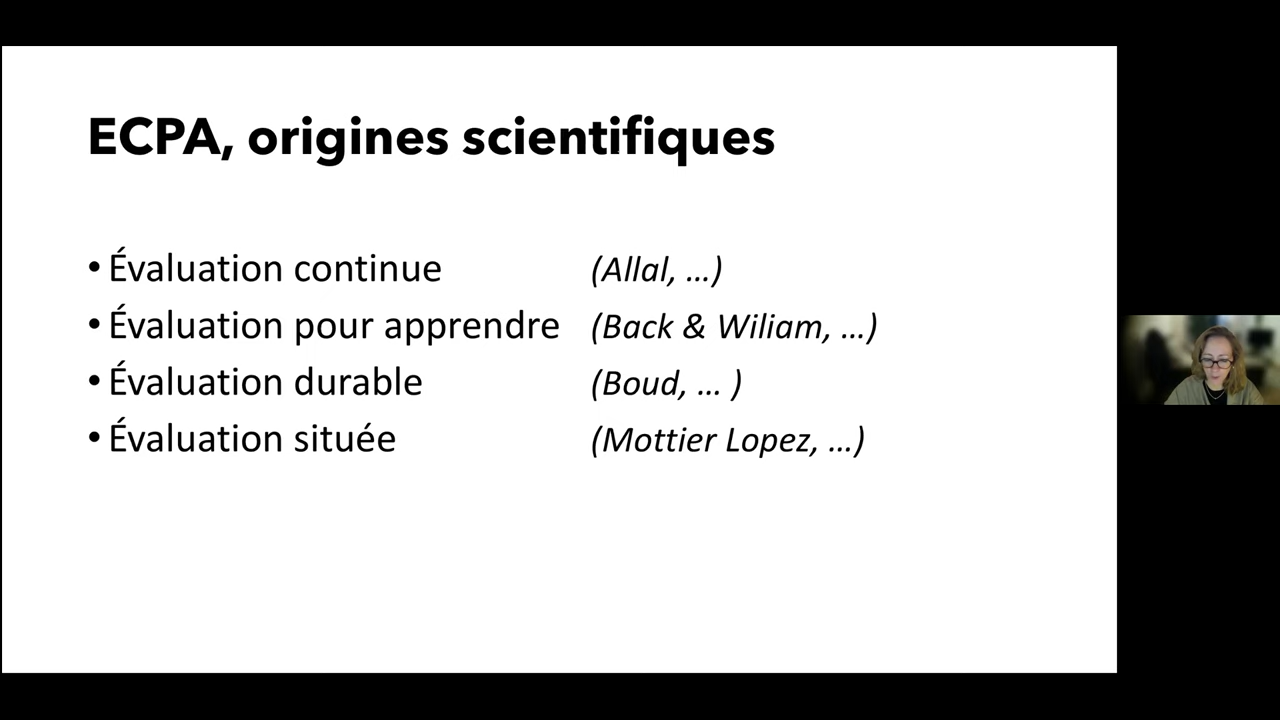 ECPA, origines scientifiques
• Évaluation continue (Allal, ...)
• Évaluation pour apprendre (Back & Wiliam, ...)
• Évaluation durable (Boud, ... )
• Évaluation située (Mottier Lopez, ...)